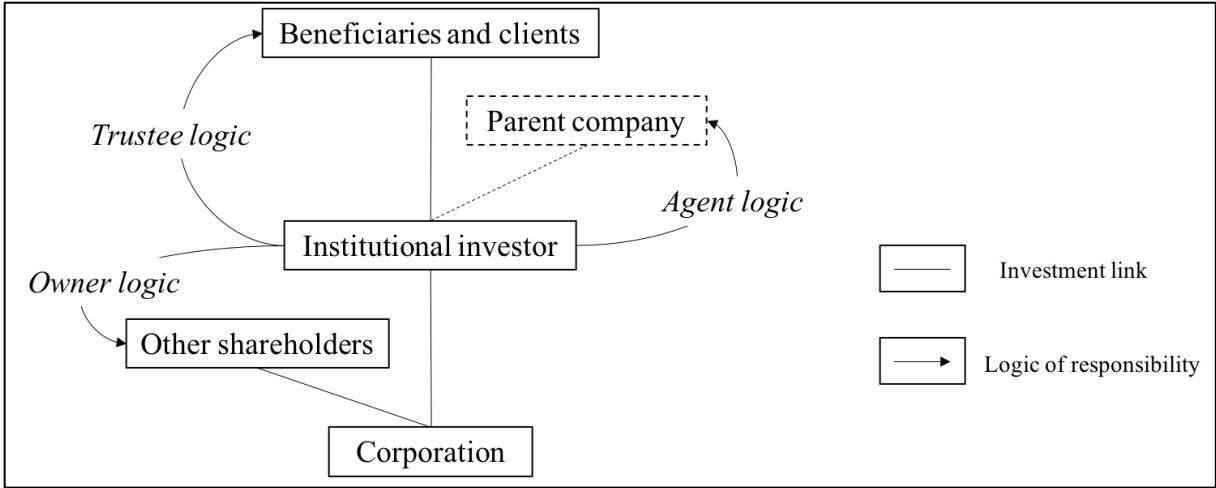 Beneficiaries and clients
Parent company
Trustee logic
Agent logic
Institutional investor
Investment link
Owner logic
Other shareholders
Logic of responsibility
Corporation